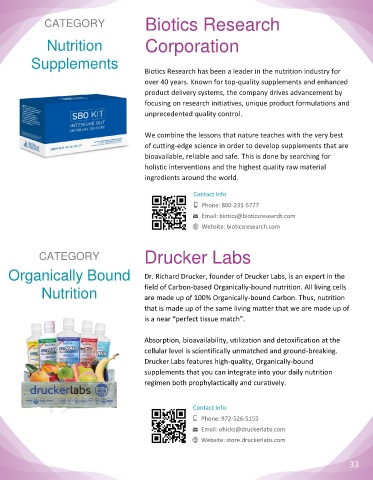 CATEGORY
Nutrition
Supplements
SBO KIT
INTENSIVE GUT
Biotics Research
Corporation
Biotics Research has been a leader in the nutrition industry for
over 40 years. Known for top-quality supplements and enhanced
product delivery systems, the company drives advancement by
focusing on research initiatives, unique product formulations and
unprecedented quality control.
We combine the lessons that nature teaches with the very best
of cutting-edge science in order to develop supplements that are
bioavailable, reliable and safe. This is done by searching for
holistic interventions and the highest quality raw material
ingredients around the world.
Contact Info
Phone: 800-231-5777
Email: biotics@bioticsresearch.com
Website: bioticsresearch.com
CATEGORY
Organically Bound
Nutrition
druckerlabs
Drucker Labs
Dr. Richard Drucker, founder of Drucker Labs, is an expert in the
field of Carbon-based Organically-bound nutrition. All living cells
are made up of 100% Organically-bound Carbon. Thus, nutrition
that is made up of the same living matter that we are made up of
is a near "perfect tissue match".
Absorption, bioavailability, utilization and detoxification at the
cellular level is scientifically unmatched and ground-breaking.
Drucker Labs features high-quality, Organically-bound
supplements that you can integrate into your daily nutrition
regimen both prophylactically and curatively.
Contact Info
Phone: 972-526-5155
Email: ohicks@druckerlabs.com
Website: store.druckerlabs.com
33